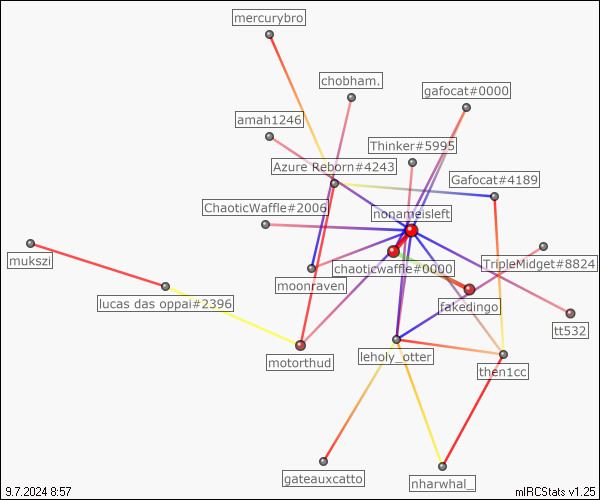 mercurybro
chobham.
gafocat#0000
amah1246
Thinker#5995
Azure Reborn#4243
Gafocat#4189
ChaoticWaffle#2006
nonameisleft
mukszi
chaoticwaffle#0000
TripleMidget#8824
moonraven
lucas das oppai#2396
fakedingo
tt532
motorthud
leholy_otter
then1cc
gateauxcatto
nharwhal_
9.7.2024 8:57
mIRCStats v1.25